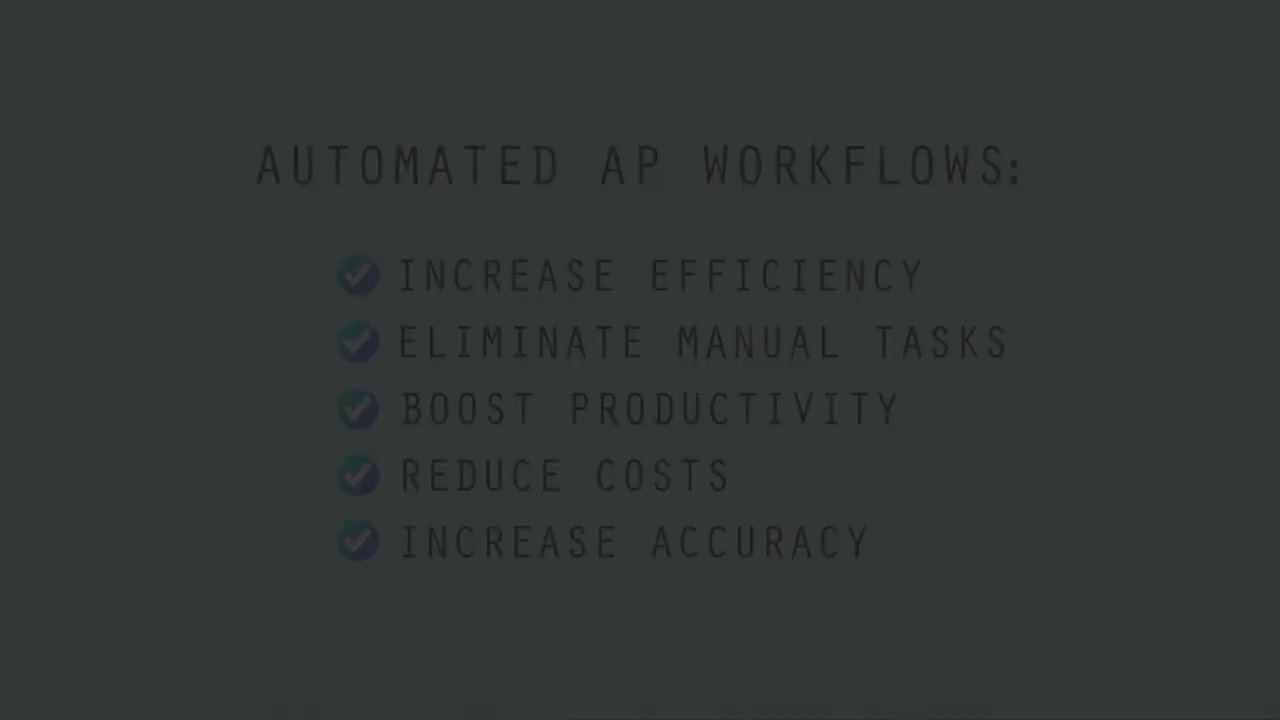 AUTOMATED AP WORKFLOWS:
INCREASE EFFICIENCY
ELIMINATE MANUAL TASKS
BOOST PRODUCTIVITY
REDUCE COSTS
INCREASE ACCURACY